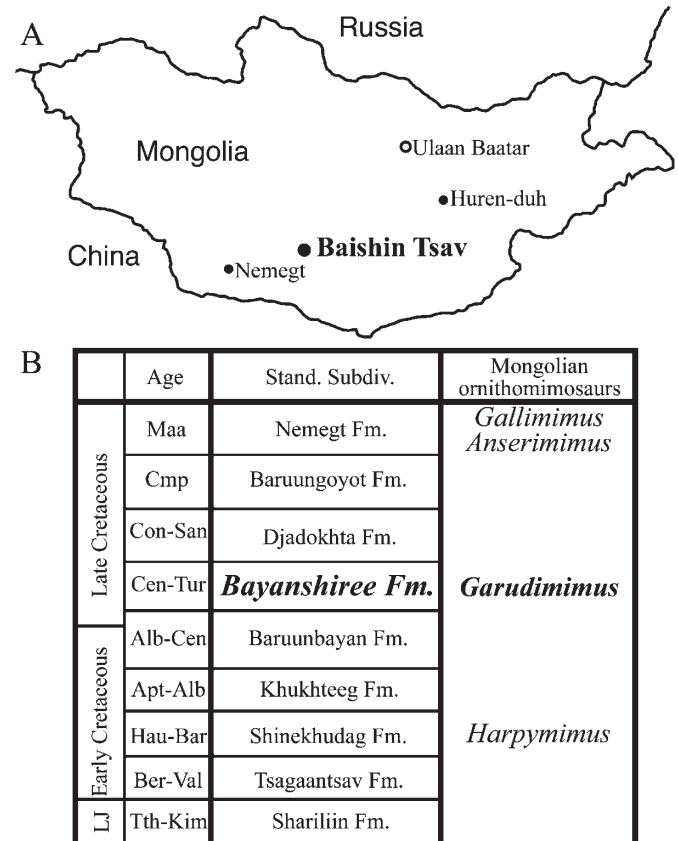 A
Russia
Mongolia
Ulaan Baatar
Huren-duh
Baishin Tsav
China
Nemegt
B
Age
Stand. Subdiv.
Mongolian
ornithomimosaurs
Late Cretaceous
Maa
Nemegt Fm.
Gallimimus
Anserimimus
Cmp
Baruungoyot Fm.
Con-San
Djadokhta Fm.
Cen-Tur
Bayanshiree Fm.
Garudimimus
Early Cretaceous
Alb-Cen
Baruunbayan Fm.
Apt-Alb
Khukhteeg Fm.
Hau-Bar
Shinekhudag Fm.
Harpymimus
Ber-Val
Tsagaantsav Fm.
LJ
Tth-Kim
Shariliin Fm.